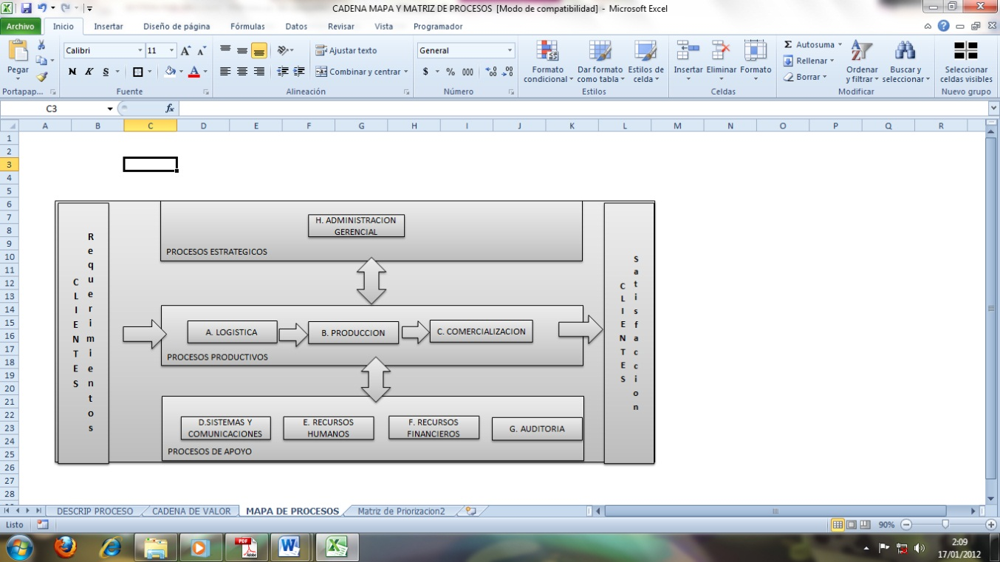 CADENA MAPA Y MATRIZ DE PROCESOS [Modo de compatibilidad] - Microsoft Excel
Archivo Inicio Insertar Diseño de página Fórmulas Datos Revisar Vista Programador
Pegar
Portapap...
Calibri 11
N K S
Fuente
Ajustar texto
Combinar y centrar
Alineación
General
$ % 000
Número
Formato condicional
Dar formato como tabla
Estilos de celda
Estilos
Insertar Eliminar Formato
Celdas
Σ Autosuma
Rellenar
Borrar
Ordenar y filtrar
Buscar y seleccionar
Modificar
Seleccionar celdas visibles
Nuevo grupo
C3 fx
A B C D E F G H I J K L M N O P Q R
1
2
3
4
5
6
7
8
9
10
11
12
13
14
15
16
17
18
19
20
21
22
23
24
25
26
27
28
Requerimientos
CLIENTES
H. ADMINISTRACION
GERENCIAL
PROCESOS ESTRATEGICOS
A. LOGISTICA
B. PRODUCCION
C. COMERCIALIZACION
PROCESOS PRODUCTIVOS
D.SISTEMAS Y
COMUNICACIONES
E. RECURSOS
HUMANOS
F. RECURSOS
FINANCIEROS
G. AUDITORIA
PROCESOS DE APOYO
CLIENTES
Satisfaccion
DESCRIP PROCESO CADENA DE VALOR MAPA DE PROCESOS Matriz de Priorizacion2
Listo 90%
PDF
Adobe
2:09
17/01/2012